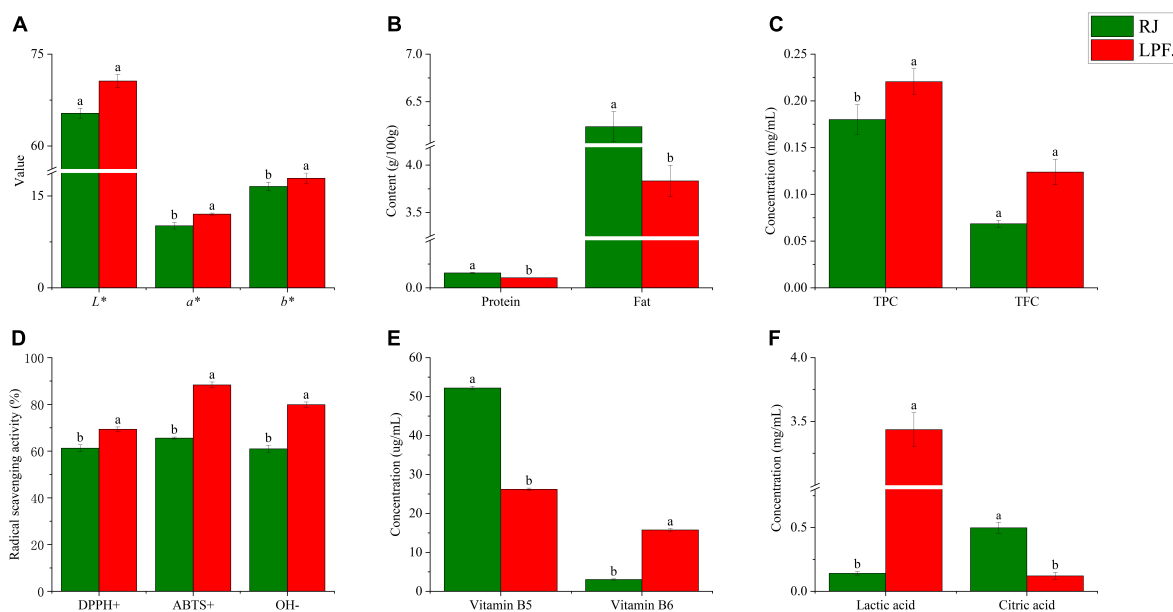 RJ
LPF.
A
75
60
15
0
Value
a
a
b
a
b
a
L*
a*
b*
B
7.0
6.5
4.0
3.5
0.0
Content (g/100g)
a
b
a
b
Protein
Fat
C
0.25
0.20
0.15
0.10
0.05
0.00
Concentration (mg/mL)
b
a
a
a
TPC
TFC
D
100
80
60
40
20
0
Radical scavenging activity (%)
b
a
b
a
b
a
DPPH+
ABTS+
OH-
E
60
50
40
30
20
10
0
Concentration (ug/mL)
a
b
b
a
Vitamin B5
Vitamin B6
F
4.0
3.5
0.5
0.0
Concentration (mg/mL)
b
a
a
b
Lactic acid
Citric acid